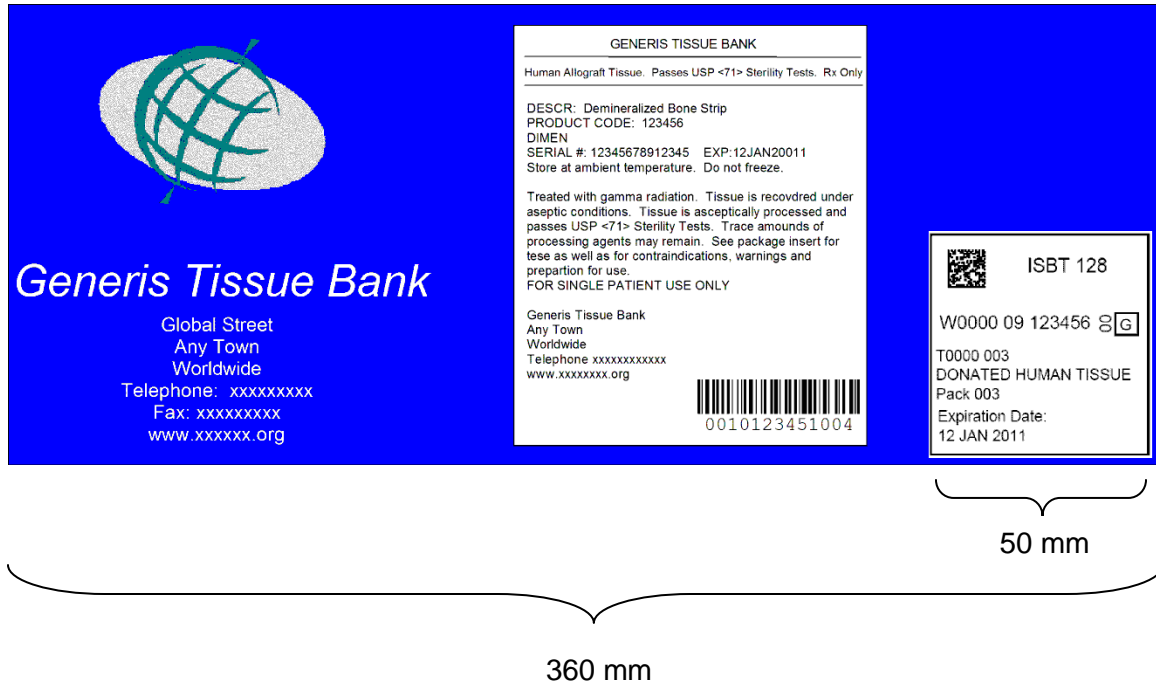 Generis Tissue Bank
Global Street
Any Town
Worldwide
Telephone: xxxxxxxxx
Fax: xxxxxxxxx
www.xxxxxx.org
GENERIS TISSUE BANK
Human Allograft Tissue. Passes USP <71> Sterility Tests. Rx Only
DESCR: Demineralized Bone Strip
PRODUCT CODE: 123456
DIMEN
SERIAL #: 12345678912345 EXP:12JAN20011
Store at ambient temperature. Do not freeze.
Treated with gamma radiation. Tissue is recovdred under
aseptic conditions. Tissue is asceptically processed and
passes USP <71> Sterility Tests. Trace amounts of
processing agents may remain. See package insert for
tese as well as for contraindications, warnings and
prepartion for use.
FOR SINGLE PATIENT USE ONLY
Generis Tissue Bank
Any Town
Worldwide
Telephone xxxxxxxxxxxx
www.xxxxxxxx.org
0010123451004
ISBT 128
W0000 09 123456 00 G
T0000 003
DONATED HUMAN TISSUE
Pack 003
Expiration Date:
12 JAN 2011
50 mm
360 mm